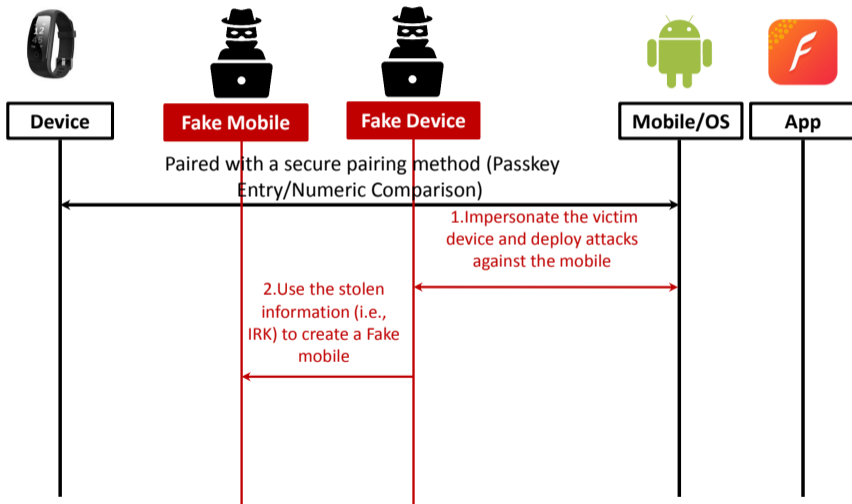 Device
Fake Mobile
Fake Device
Mobile/OS
App
Paired with a secure pairing method (Passkey
Entry/Numeric Comparison)
1.Impersonate the victim
device and deploy attacks
against the mobile
2.Use the stolen
information (i.e.,
IRK) to create a Fake
mobile